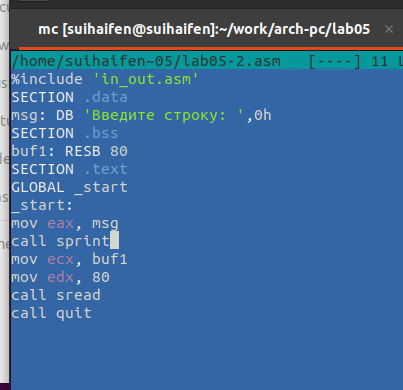 mc [suihaifen@suihaifen]:~/work/arch-pc/lab05
/home/suihaifen~05/lab05-2.asm [----] 11 L
%include 'in_out.asm'
SECTION .data
msg: DB 'Введите строку: ',0h
SECTION .bss
buf1: RESB 80
SECTION .text
GLOBAL _start
_start:
mov eax, msg
call sprint
mov ecx, buf1
mov edx, 80
call sread
call quit